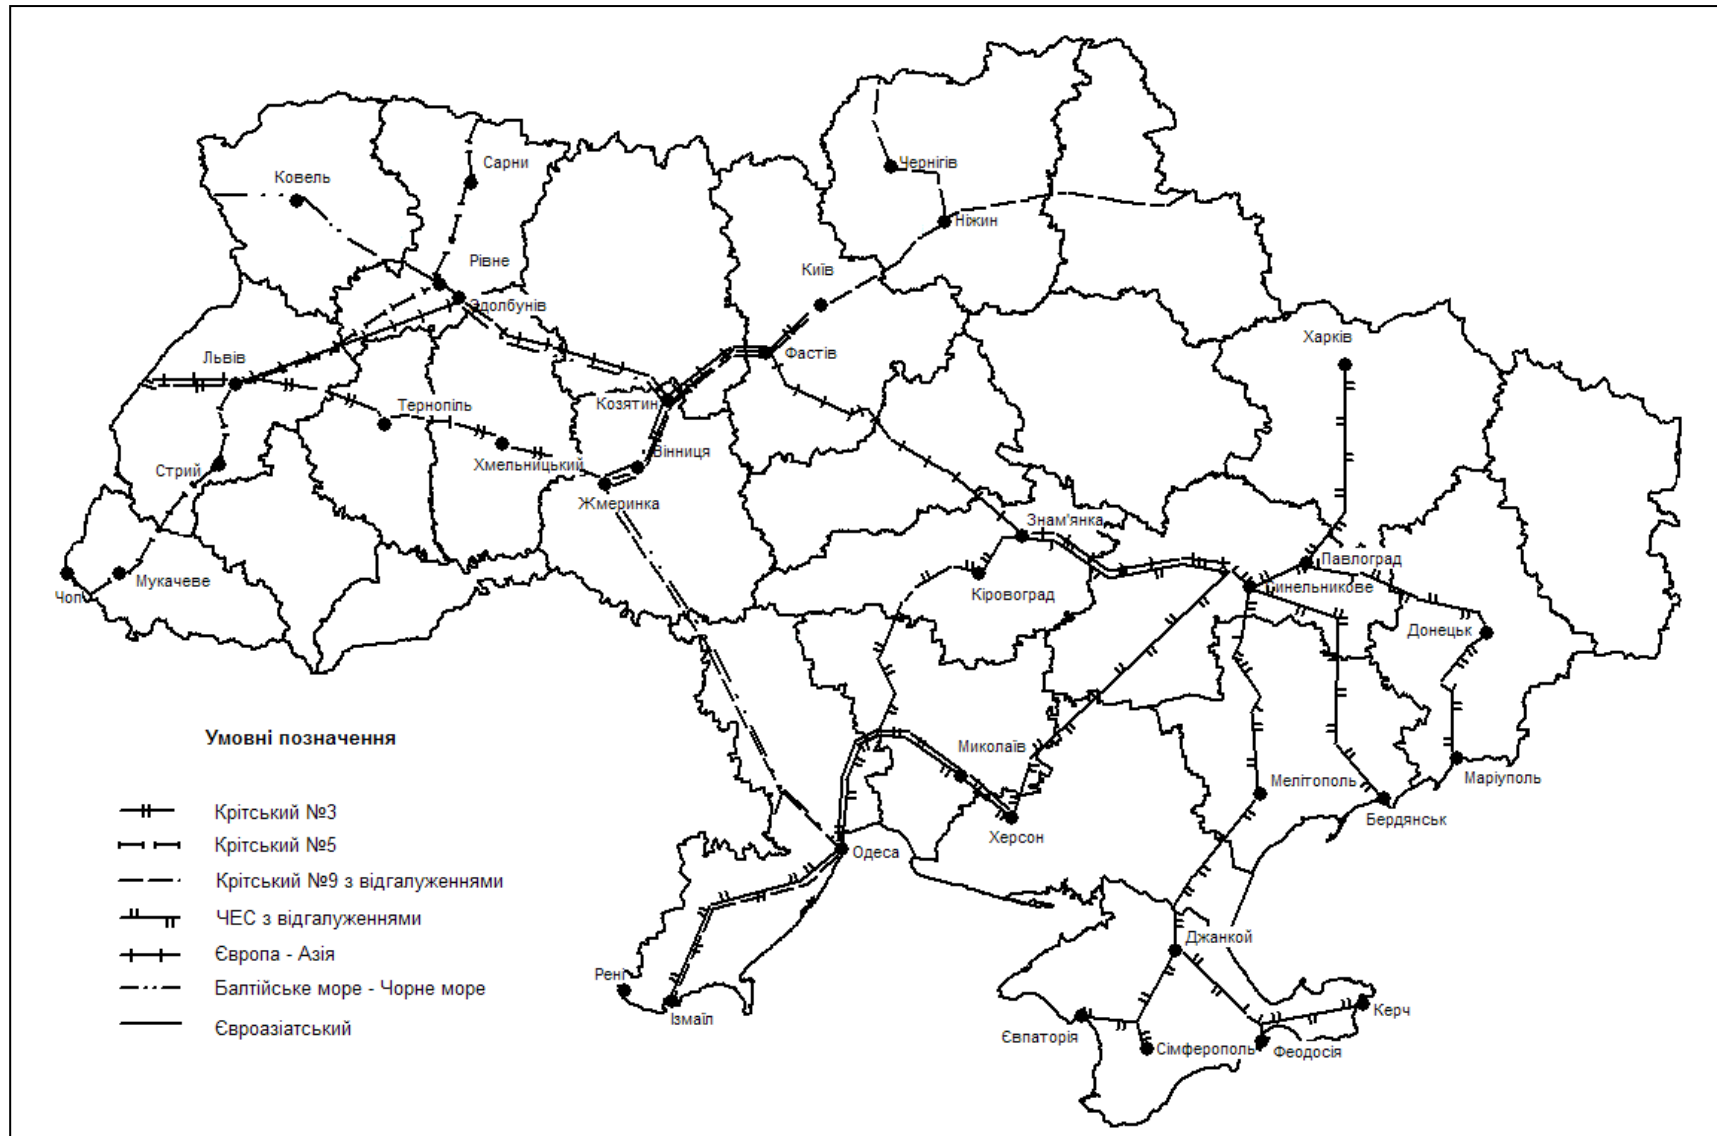 Чернігів
Сарни
Ковель
Ніжин
Рівне
Київ
Здолбунів
Харків
Фастів
Львів
Козятин
Тернопіль
Вінниця
Хмельницький
Стрий
Жмеринка
Знам'янка
Павлоград
Мукачеве
Синельникове
Чоп
Кіровоград
Донецьк
Умовні позначення
Миколаїв
Мелітополь
Маріуполь
Бердянськ
Херсон
Одеса
Крітський №3
Крітський №5
Крітський №9 з відгалуженнями
ЧЕС з відгалуженнями
Європа - Азія
Балтійське море - Чорне море
Євроазіатський
Джанкой
Рені
Ізмаїл
Керч
Євпаторія
Сімферополь
Феодосія